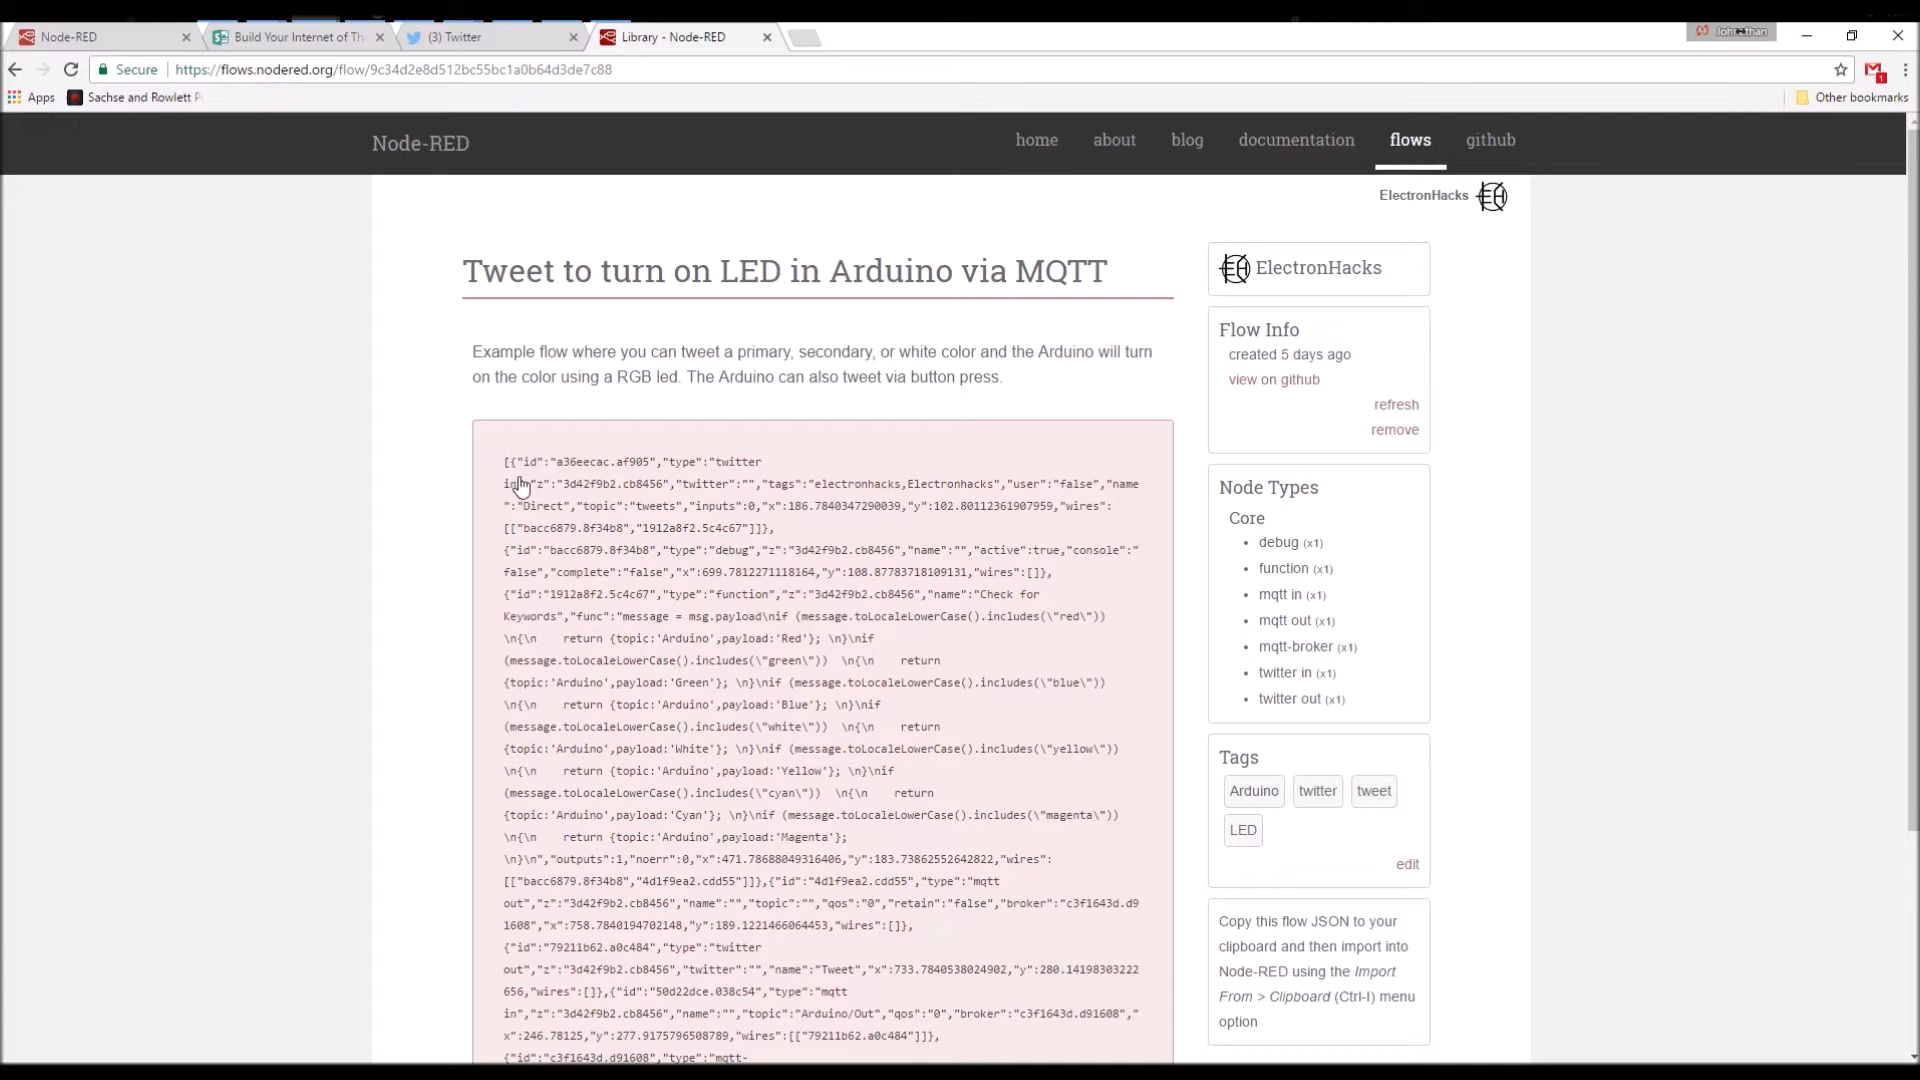 Node-RED
Build Your Internet of Th
(3) Twitter
Library - Node-RED
Johnathan
Secure
https://flows.nodered.org/flow/9c34d2e8d512bc55bc1a0b64d3de7c88
1
Apps
Sachse and Rowlett P
Other bookmarks
Node-RED
home
about
blog
documentation
flows
github
ElectronHacks
Tweet to turn on LED in Arduino via MQTT
Example flow where you can tweet a primary, secondary, or white color and the Arduino will turn
on the color using a RGB led. The Arduino can also tweet via button press.
[{"id":"a36eecac.af905","type":"twitter
in","z":"3d42f9b2.cb8456","twitter":"","tags":"electronhacks,Electronhacks","user":"false","name
":"Direct","topic":"tweets","inputs":0,"x":186.7840347290039,"y":102.80112361907959,"wires":
[["bacc6879.8f34b8","1912a8f2.5c4c67"]]},
{"id":"bacc6879.8f34b8","type":"debug","z":"3d42f9b2.cb8456","name":"","active":true,"console":"
false","complete":"false","x":699.7812271118164,"y":108.87783718109131,"wires":[]},
{"id":"1912a8f2.5c4c67","type":"function","z":"3d42f9b2.cb8456","name":"Check for
Keywords","func":"message = msg.payload\nif (message.toLocaleLowerCase().includes(\"red\"))
\n{\n    return {topic:'Arduino',payload:'Red'}; \n}\nif
(message.toLocaleLowerCase().includes(\"green\"))  \n{\n    return
{topic:'Arduino',payload:'Green'}; \n}\nif (message.toLocaleLowerCase().includes(\"blue\"))
\n{\n    return {topic:'Arduino',payload:'Blue'}; \n}\nif
(message.toLocaleLowerCase().includes(\"white\"))  \n{\n    return
{topic:'Arduino',payload:'White'}; \n}\nif (message.toLocaleLowerCase().includes(\"yellow\"))
\n{\n    return {topic:'Arduino',payload:'Yellow'}; \n}\nif
(message.toLocaleLowerCase().includes(\"cyan\"))  \n{\n    return
{topic:'Arduino',payload:'Cyan'}; \n}\nif (message.toLocaleLowerCase().includes(\"magenta\"))
\n{\n    return {topic:'Arduino',payload:'Magenta'};
\n}\n","outputs":1,"noerr":0,"x":471.78688049316406,"y":183.73862552642822,"wires":
[["bacc6879.8f34b8","4d1f9ea2.cdd55"]]},{"id":"4d1f9ea2.cdd55","type":"mqtt
out","z":"3d42f9b2.cb8456","name":"","topic":"","qos":"0","retain":"false","broker":"c3f1643d.d9
1608","x":758.7840194702148,"y":189.1221466064453,"wires":[]},
{"id":"79211b62.a0c484","type":"twitter
out","z":"3d42f9b2.cb8456","twitter":"","name":"Tweet","x":733.7840538024902,"y":280.14198303222
656,"wires":[]},{"id":"50d22dce.038c54","type":"mqtt
in","z":"3d42f9b2.cb8456","name":"","topic":"Arduino/Out","qos":"0","broker":"c3f1643d.d91608","
x":246.78125,"y":277.9175796508789,"wires":[["79211b62.a0c484"]]},
{"id":"c3f1643d.d91608","type":"mqtt-
ElectronHacks
Flow Info
created 5 days ago
view on github
refresh
remove
Node Types
Core
debug (x1)
function (x1)
mqtt in (x1)
mqtt out (x1)
mqtt-broker (x1)
twitter in (x1)
twitter out (x1)
Tags
Arduino twitter tweet
LED
edit
Copy this flow JSON to your
clipboard and then import into
Node-RED using the Import
From > Clipboard (Ctrl-I) menu
option